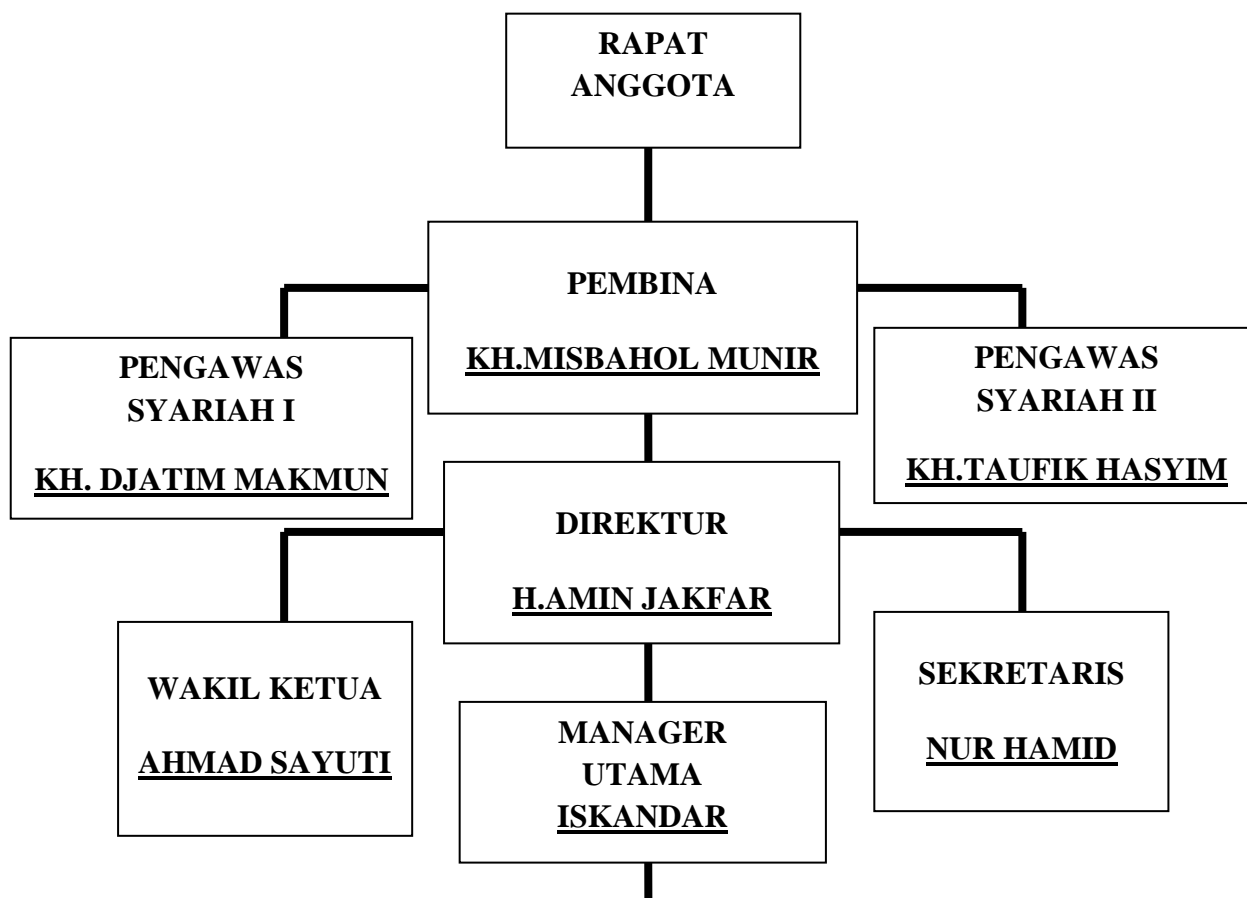 RAPAT
ANGGOTA
PEMBINA
KH.MISBAHOL MUNIR
PENGAWAS
SYARIAH I
KH. DJATIM MAKMUN
PENGAWAS
SYARIAH II
KH.TAUFIK HASYIM
DIREKTUR
H.AMIN JAKFAR
WAKIL KETUA
AHMAD SAYUTI
MANAGER
UTAMA
ISKANDAR
SEKRETARIS
NUR HAMID